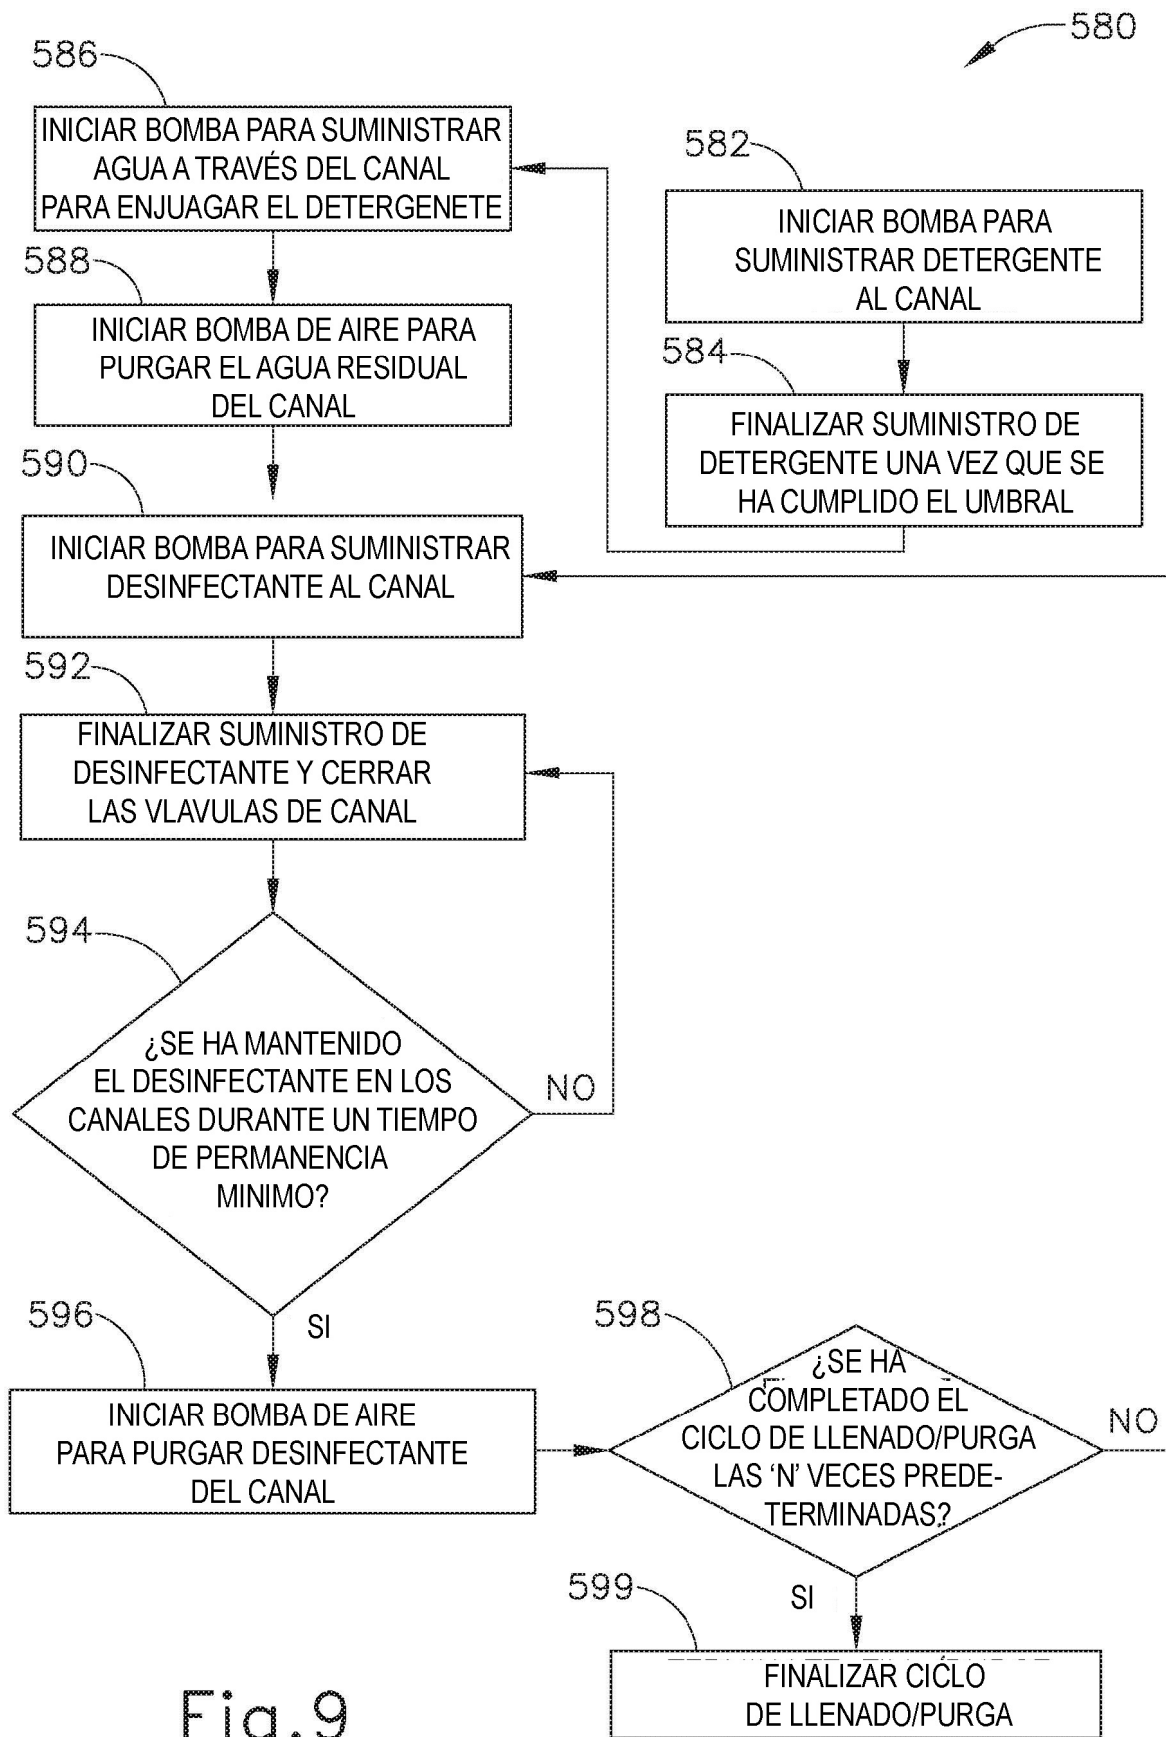 580
586
INICIAR BOMBA PARA SUMINISTRAR
AGUA A TRAVÉS DEL CANAL
PARA ENJUAGAR EL DETERGENETE
582
INICIAR BOMBA PARA
SUMINISTRAR DETERGENTE
AL CANAL
588
INICIAR BOMBA DE AIRE PARA
PURGAR EL AGUA RESIDUAL
DEL CANAL
584
FINALIZAR SUMINISTRO DE
DETERGENTE UNA VEZ QUE SE
HA CUMPLIDO EL UMBRAL
590
INICIAR BOMBA PARA SUMINISTRAR
DESINFECTANTE AL CANAL
592
FINALIZAR SUMINISTRO DE
DESINFECTANTE Y CERRAR
LAS VLAVULAS DE CANAL
594
¿SE HA MANTENIDO
EL DESINFECTANTE EN LOS
CANALES DURANTE UN TIEMPO
DE PERMANENCIA
MINIMO?
NO
SI
596
INICIAR BOMBA DE AIRE
PARA PURGAR DESINFECTANTE
DEL CANAL
598
¿SE HA
COMPLETADO EL
CICLO DE LLENADO/PURGA
LAS ‘N’ VECES PREDE-
TERMINADAS?
NO
SI
599
FINALIZAR CICLO
DE LLENADO/PURGA
Fig.9